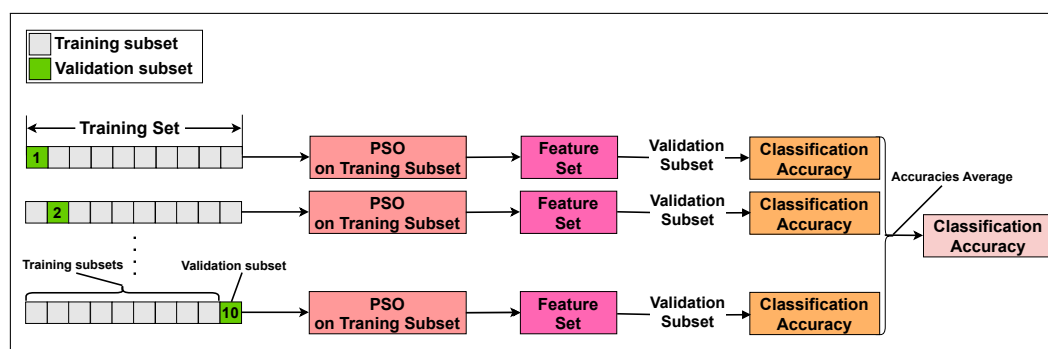 Training subset
Validation subset
Training Set
1
PSO
on Traning Subset
Feature
Set
Validation
Subset
Classification
Accuracy
Accuracies Average
2
PSO
on Traning Subset
Feature
Set
Validation
Subset
Classification
Accuracy
Classification
Accuracy
Training subsets
Validation subset
10
PSO
on Traning Subset
Feature
Set
Validation
Subset
Classification
Accuracy